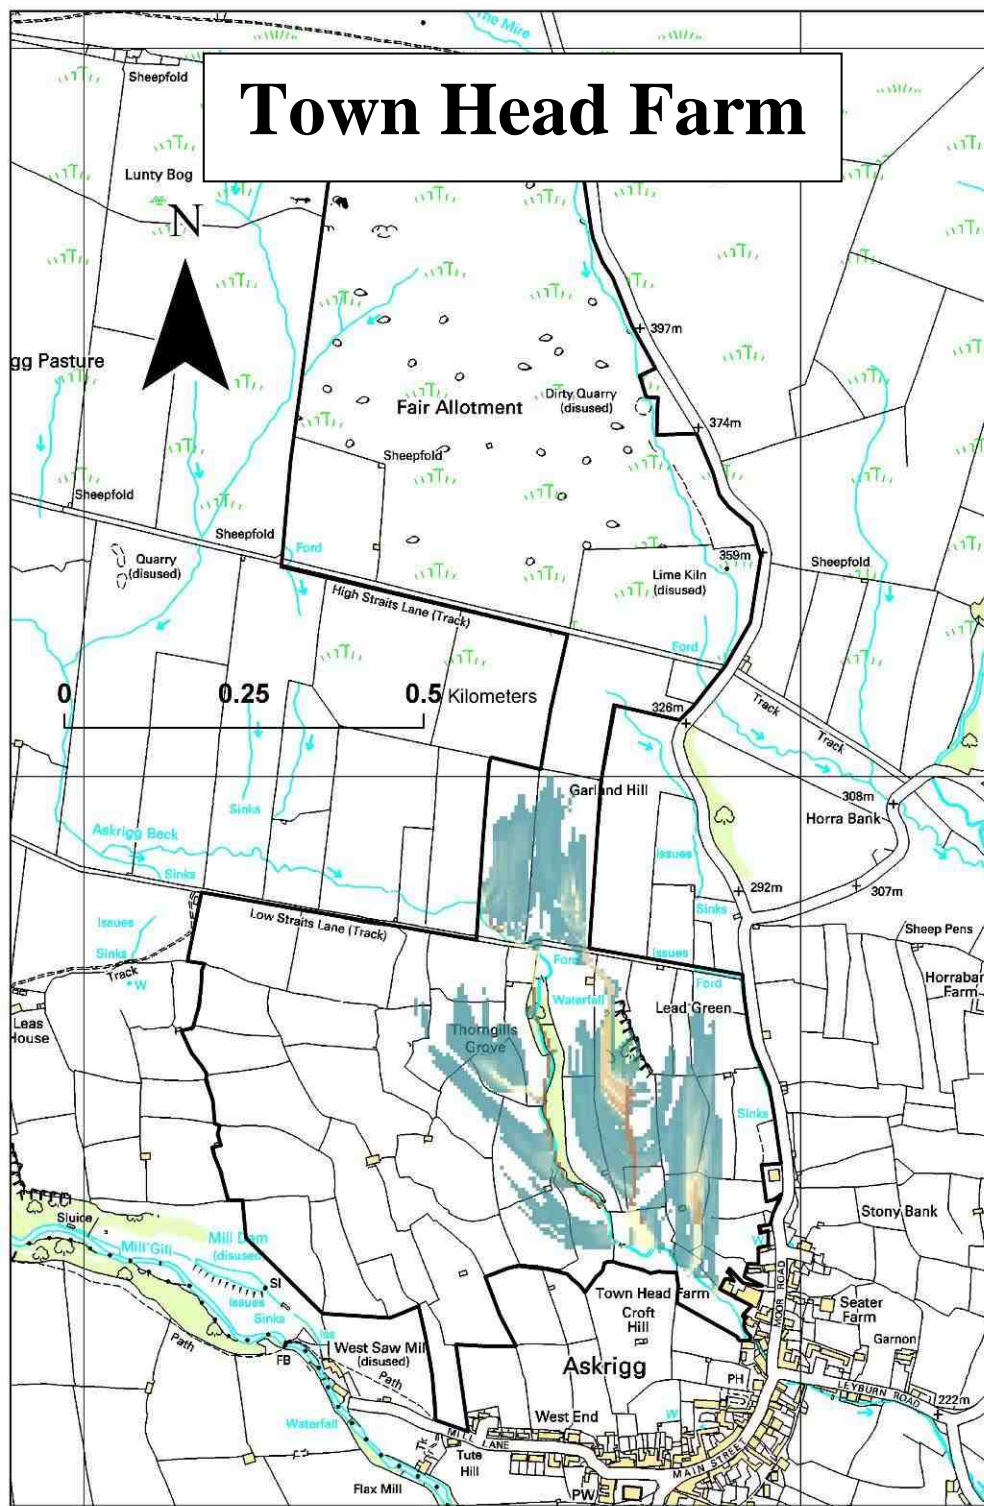 The Mire
Sheepfold
Town Head Farm
Lunty Bog
N
397m
gg Pasture
Dirty Quarry
(disused)
Fair Allotment
374m
Sheepfold
Sheepfold
Sheepfold
Ford
359m
Quarry
(disused)
Lime Kiln
(disused)
Sheepfold
High Straits Lane (Track)
Ford
0 0.25 0.5 Kilometers
326m
Track
Track
Garland Hill
308m
Sinks
Horra Bank
Askrigg Beck
Issues
Sinks
292m
307m
Low Straits Lane (Track)
Sinks
Issues
Sheep Pens
Sinks
Issues
Ford
Ford
Track
W
Horrabank
Farm
Waterfall
Lead Green
Leas
House
Thorngills
Grove
Sinks
Stony Bank
Sluice
Mill Gill
Mill Dam
(disused)
W
SI
Issues
Sinks
Town Head Farm
Croft
Hill
MOOR ROAD
Seater
Farm
Iss
Path
West Saw Mill
(disused)
Garnon
FB
Path
Askrigg
PH
LEYBURN ROAD
222m
Waterfall
West End
W
MILL LANE
Tk
Tute
Hill
MAIN STREET
Flax Mill
PW